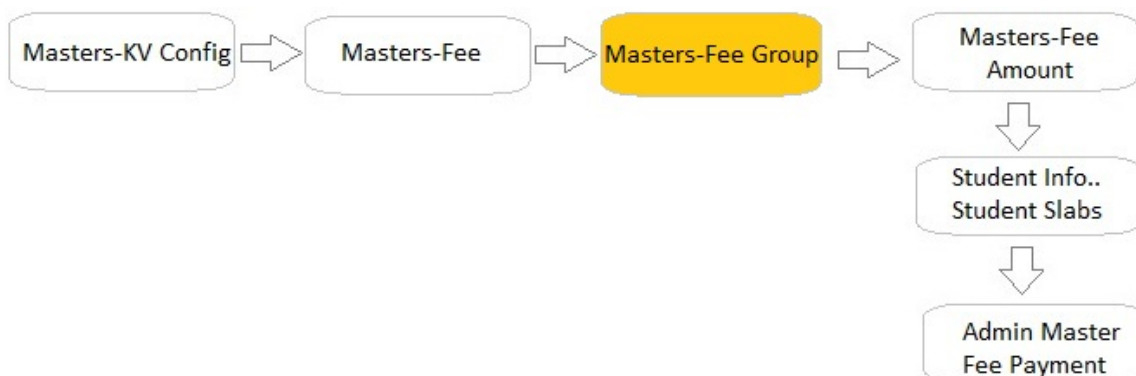 Masters-KV Config
Masters-Fee
Masters-Fee Group
Masters-Fee
Amount
Student Info..
Student Slabs
Admin Master
Fee Payment